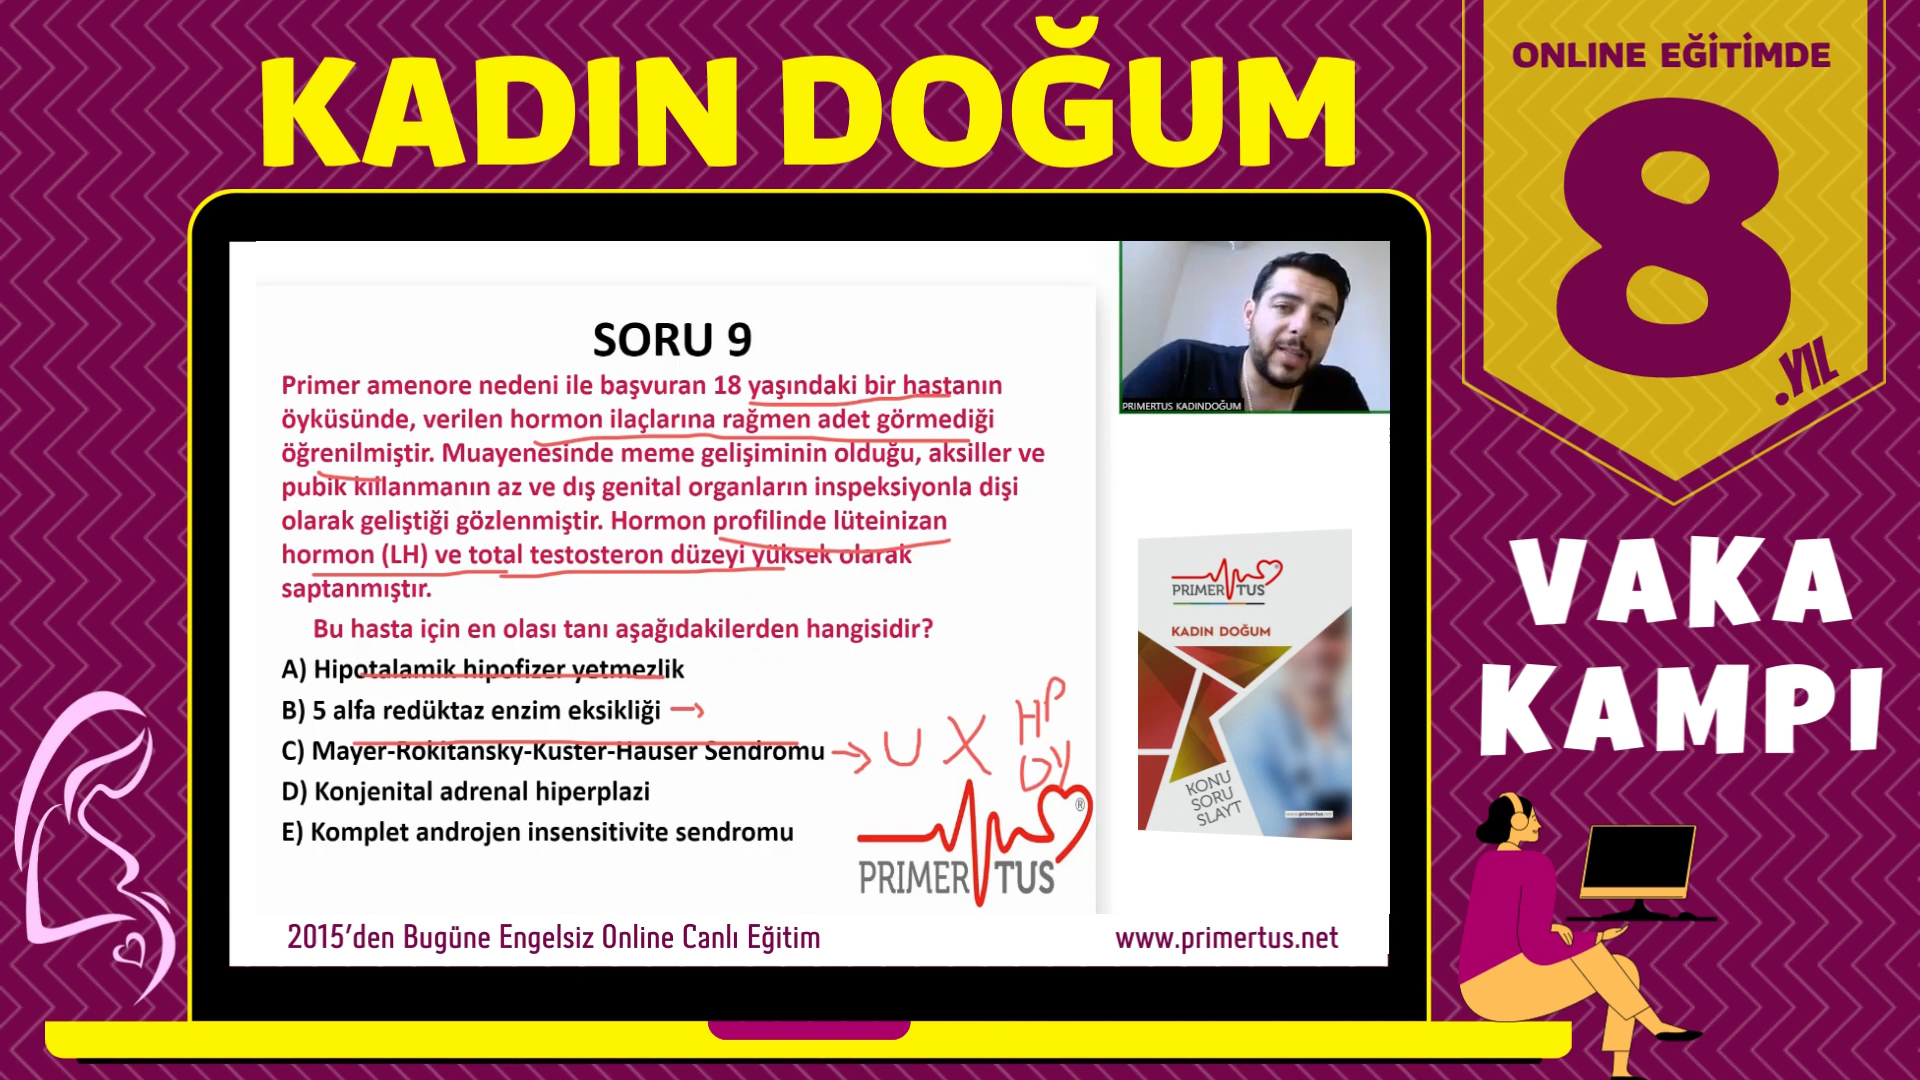 KADIN DOĞUM
ONLINE EĞİTİMDE
8
.YIL
VAKA
KAMPI
SORU 9
Primer amenore nedeni ile başvuran 18 yaşındaki bir hastanın
öyküsünde, verilen hormon ilaçlarına rağmen adet görmediği
öğrenilmiştir. Muayenesinde meme gelişiminin olduğu, aksiller ve
pubik kıllanmanın az ve dış genital organların inspeksiyonla dişi
olarak geliştiği gözlenmiştir. Hormon profilinde lüteinizan
hormon (LH) ve total testosteron düzeyi yüksek olarak
saptanmıştır.
Bu hasta için en olası tanı aşağıdakilerden hangisidir?
A) Hipotalamik hipofizer yetmezlik
B) 5 alfa redüktaz enzim eksikliği
C) Mayer-Rokitansky-Kuster-Hauser Sendromu
D) Konjenital adrenal hiperplazi
E) Komplet androjen insensitivite sendromu
U X HP
PRIMER TUS
®
PRIMERTUS KADINDOĞUM
PRIMER TUS
KADIN DOĞUM
KONU
SORU
SLAYT
www.primertus.net
2015'den Bugüne Engelsiz Online Canlı Eğitim
www.primertus.net